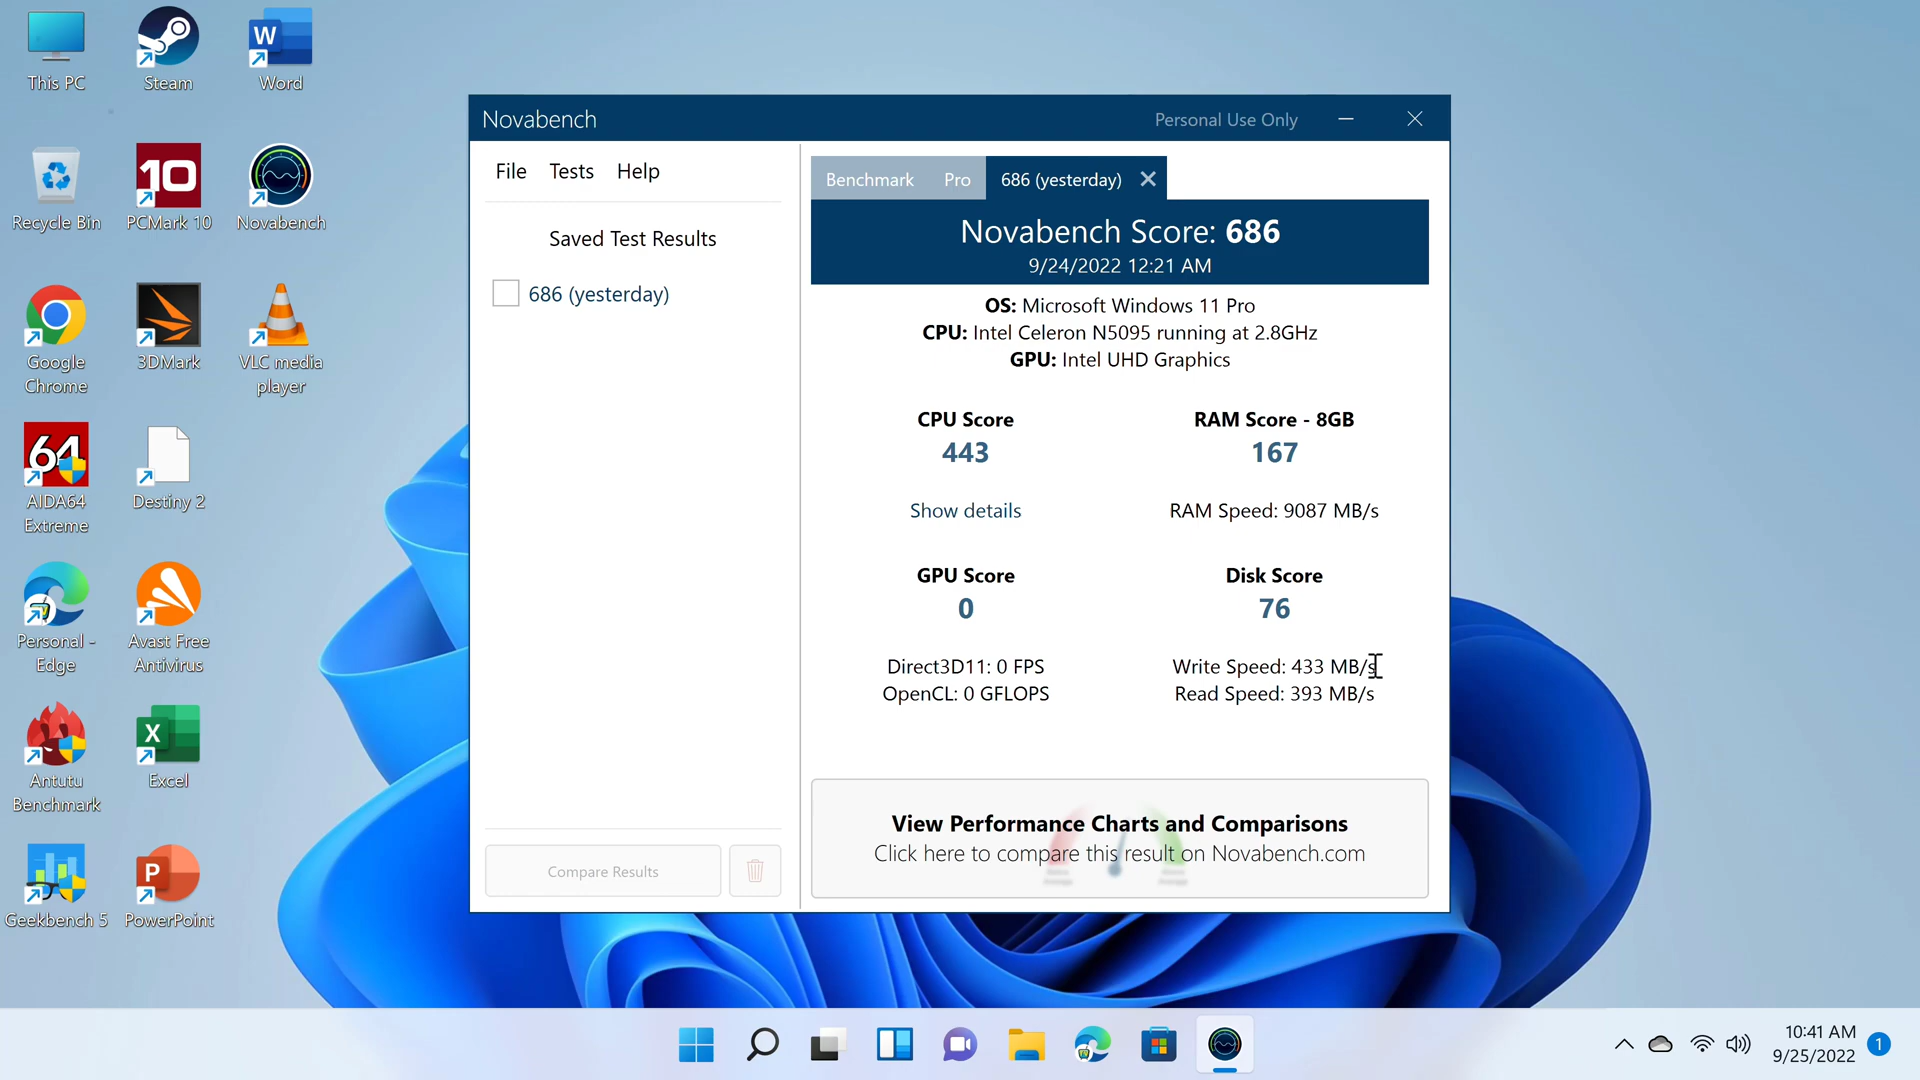 This PC
Steam
W
Word
Recycle Bin
10
PCMark 10
Novabench
Google
Chrome
3DMark
VLC media
player
64
AIDA64
Extreme
Destiny 2
Personal -
Edge
Avast Free
Antivirus
Antutu
Benchmark
X
Excel
Geekbench 5
P
PowerPoint
Novabench
Personal Use Only
File
Tests
Help
Saved Test Results
686 (yesterday)
Compare Results
Benchmark
Pro
686 (yesterday)
Novabench Score: 686
9/24/2022 12:21 AM
OS: Microsoft Windows 11 Pro
CPU: Intel Celeron N5095 running at 2.8GHz
GPU: Intel UHD Graphics
CPU Score
443
Show details
RAM Score - 8GB
167
RAM Speed: 9087 MB/s
GPU Score
0
Direct3D11: 0 FPS
OpenCL: 0 GFLOPS
Disk Score
76
Write Speed: 433 MB/s
Read Speed: 393 MB/s
View Performance Charts and Comparisons
Click here to compare this result on Novabench.com
10:41 AM
9/25/2022
1